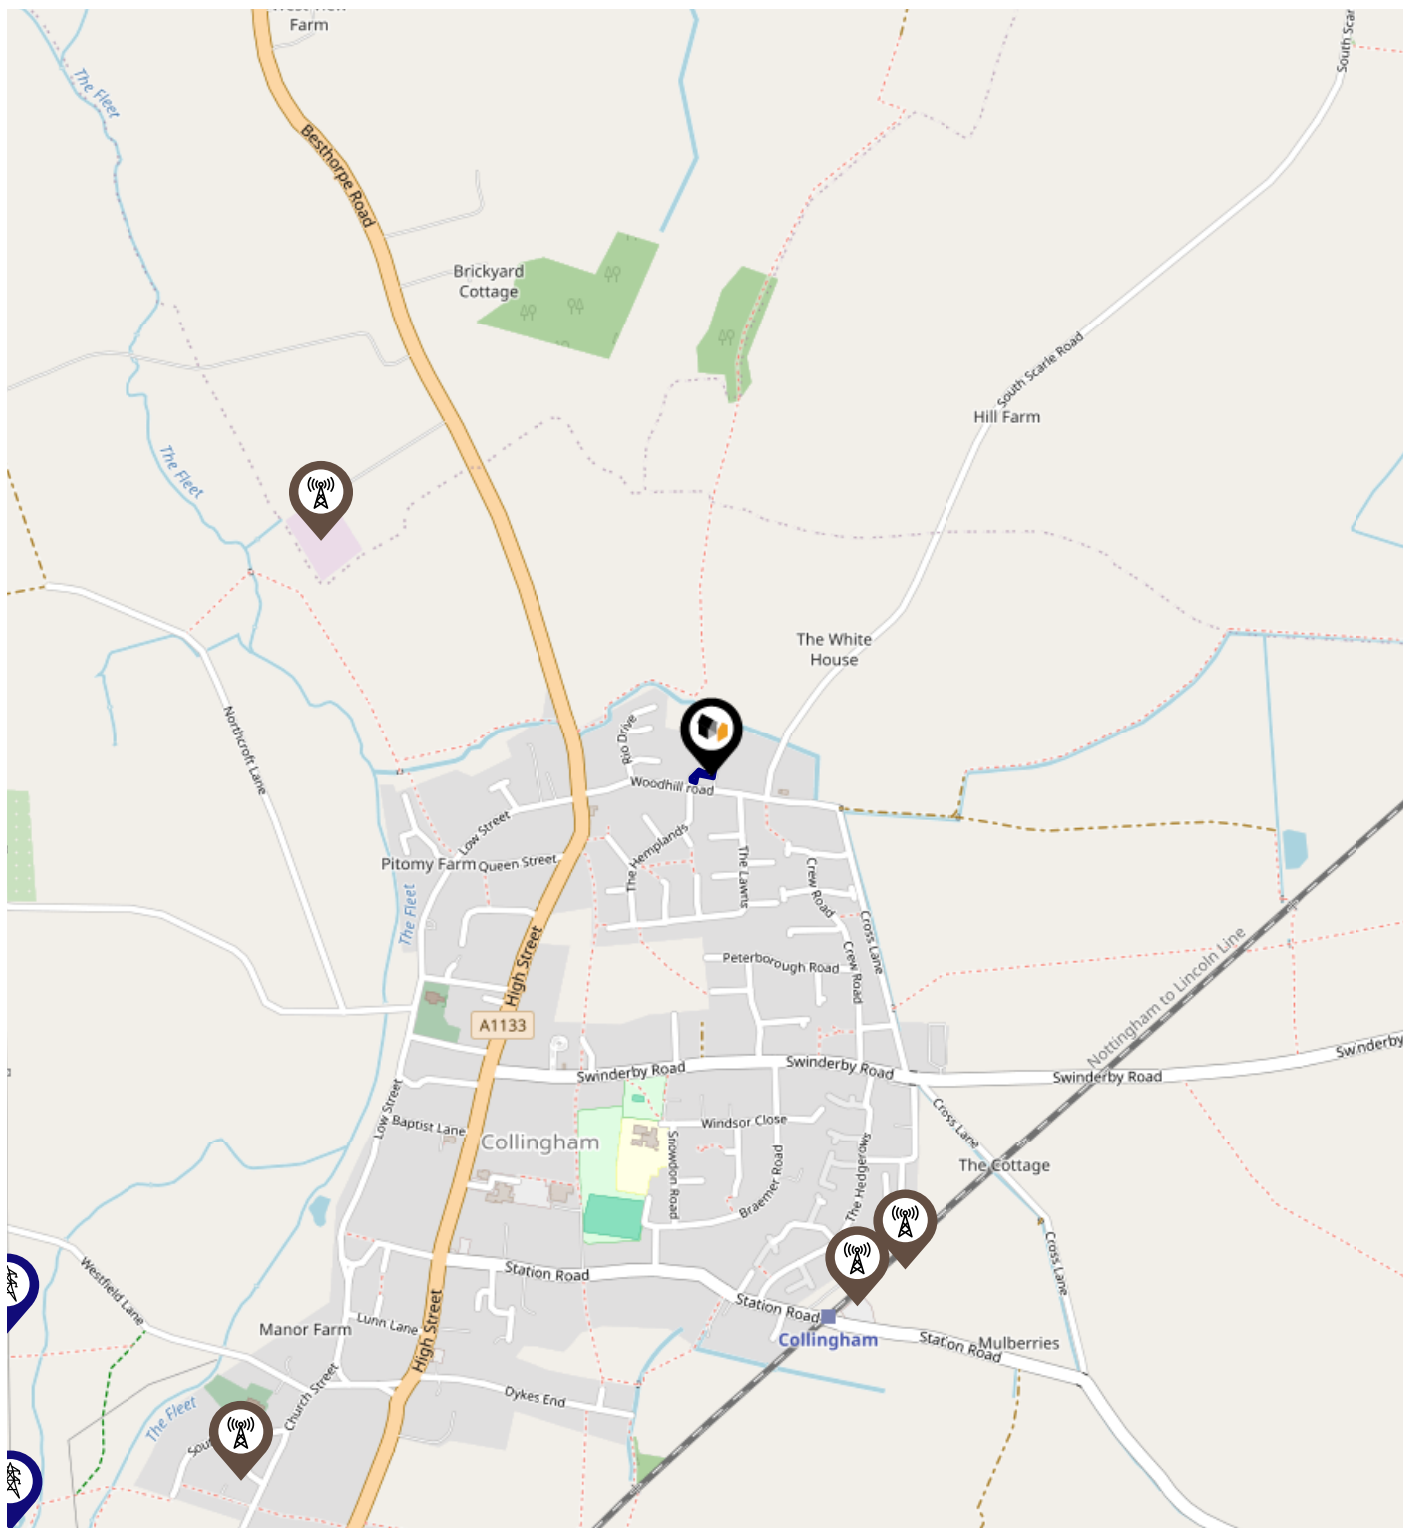 Farm
South Scar
The Fleet
Besthorpe Road
Brickyard
Cottage
South Scarle Road
Hill Farm
The Fleet
The White
House
Northcroft Lane
Rio Drive
Woodhill road
Low Street
The Hemplands
Pitomy Farm
Queen Street
The Lawns
Crew Road
The Fleet
Cross Lane
High Street
Peterborough Road
Crew Road
Nottingham to Lincoln Line
A1133
Swinderby Road
Swinderby Road
Swinderby Road
Swinderby
Low Street
Baptist Lane
Collingham
Windsor Close
Cross Lane
Snowdon Road
Braemer Road
The Hedgerows
The Cottage
Cross Lane
Westfield Lane
Station Road
Station Road
Manor Farm
Lunn Lane
High Street
Collingham
Station Road
Mulberries
Dykes End
Church Street
The Fleet
Sou